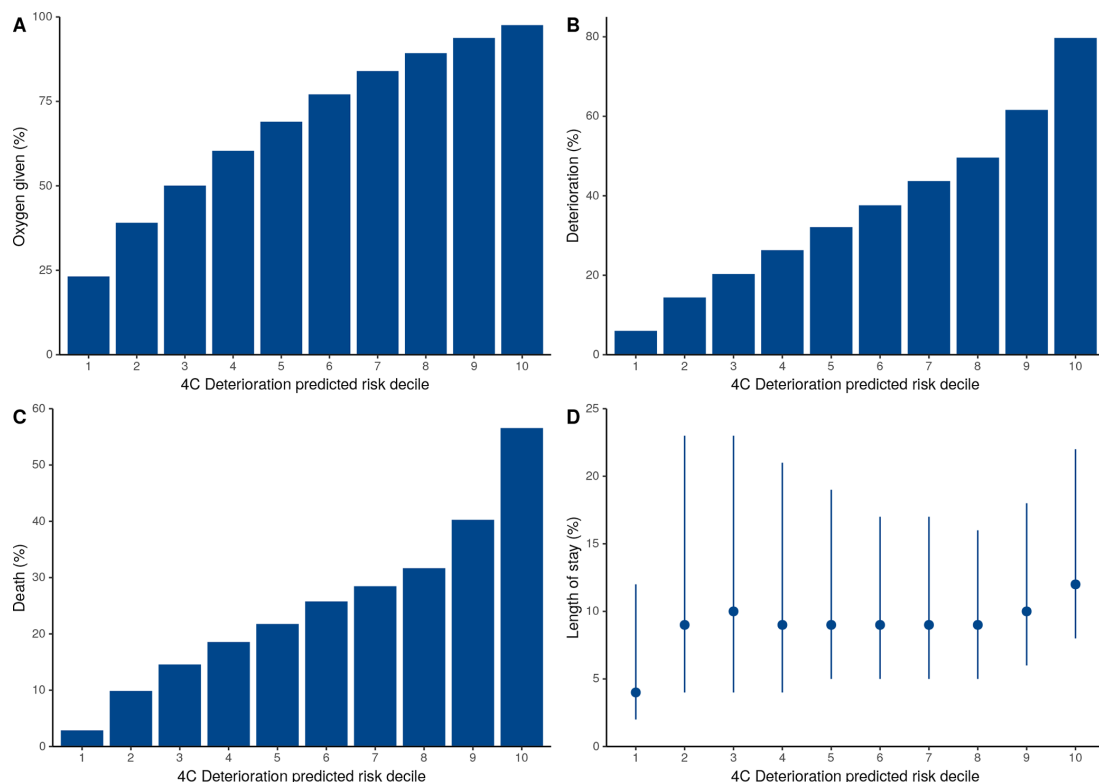 A
Oxygen given (%)
100
75
50
25
0
1 2 3 4 5 6 7 8 9 10
4C Deterioration predicted risk decile
B
Deterioration (%)
80
60
40
20
0
1 2 3 4 5 6 7 8 9 10
4C Deterioration predicted risk decile
C
Death (%)
60
50
40
30
20
10
0
1 2 3 4 5 6 7 8 9 10
4C Deterioration predicted risk decile
D
Length of stay (%)
25
20
15
10
5
0
1 2 3 4 5 6 7 8 9 10
4C Deterioration predicted risk decile